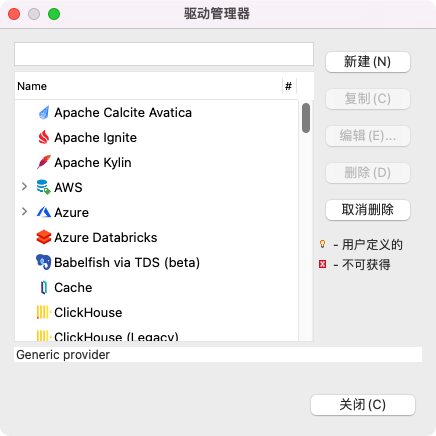 驱动管理器
Name #
Apache Calcite Avatica
Apache Ignite
Apache Kylin
AWS
Azure
Azure Databricks
Babelfish via TDS (beta)
Cache
ClickHouse
ClickHouse (Legacy)
Generic provider
新建(N)
复制(C)
编辑(E)...
删除(D)
取消删除
- 用户定义的
- 不可获得
关闭(C)